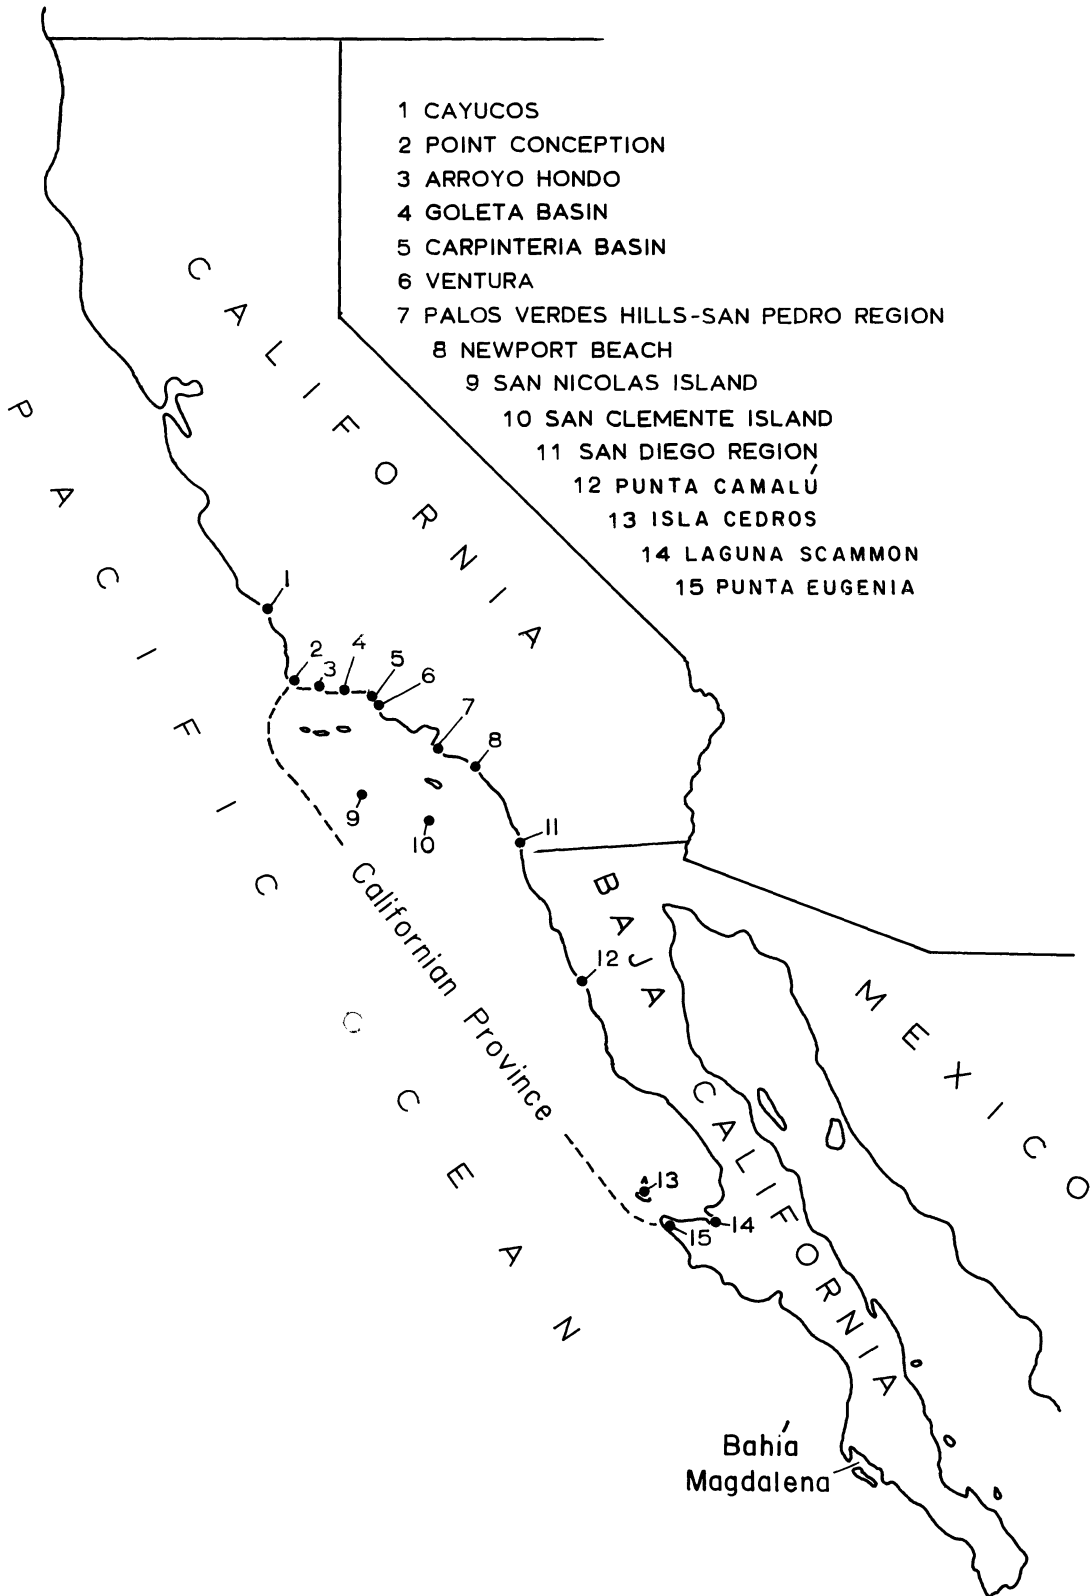 1 CAYUCOS
2 POINT CONCEPTION
3 ARROYO HONDO
4 GOLETA BASIN
5 CARPINTERIA BASIN
6 VENTURA
7 PALOS VERDES HILLS-SAN PEDRO REGION
8 NEWPORT BEACH
9 SAN NICOLAS ISLAND
10 SAN CLEMENTE ISLAND
11 SAN DIEGO REGION
12 PUNTA CAMALÚ
13 ISLA CEDROS
14 LAGUNA SCAMMON
15 PUNTA EUGENIA
CALIFORNIA
PACIFIC OCEAN
1
2
3
4
5
6
7
8
9
10
11
Californian Province
BAJA CALIFORNIA
MEXICO
12
13
14
15
Bahía
Magdalena